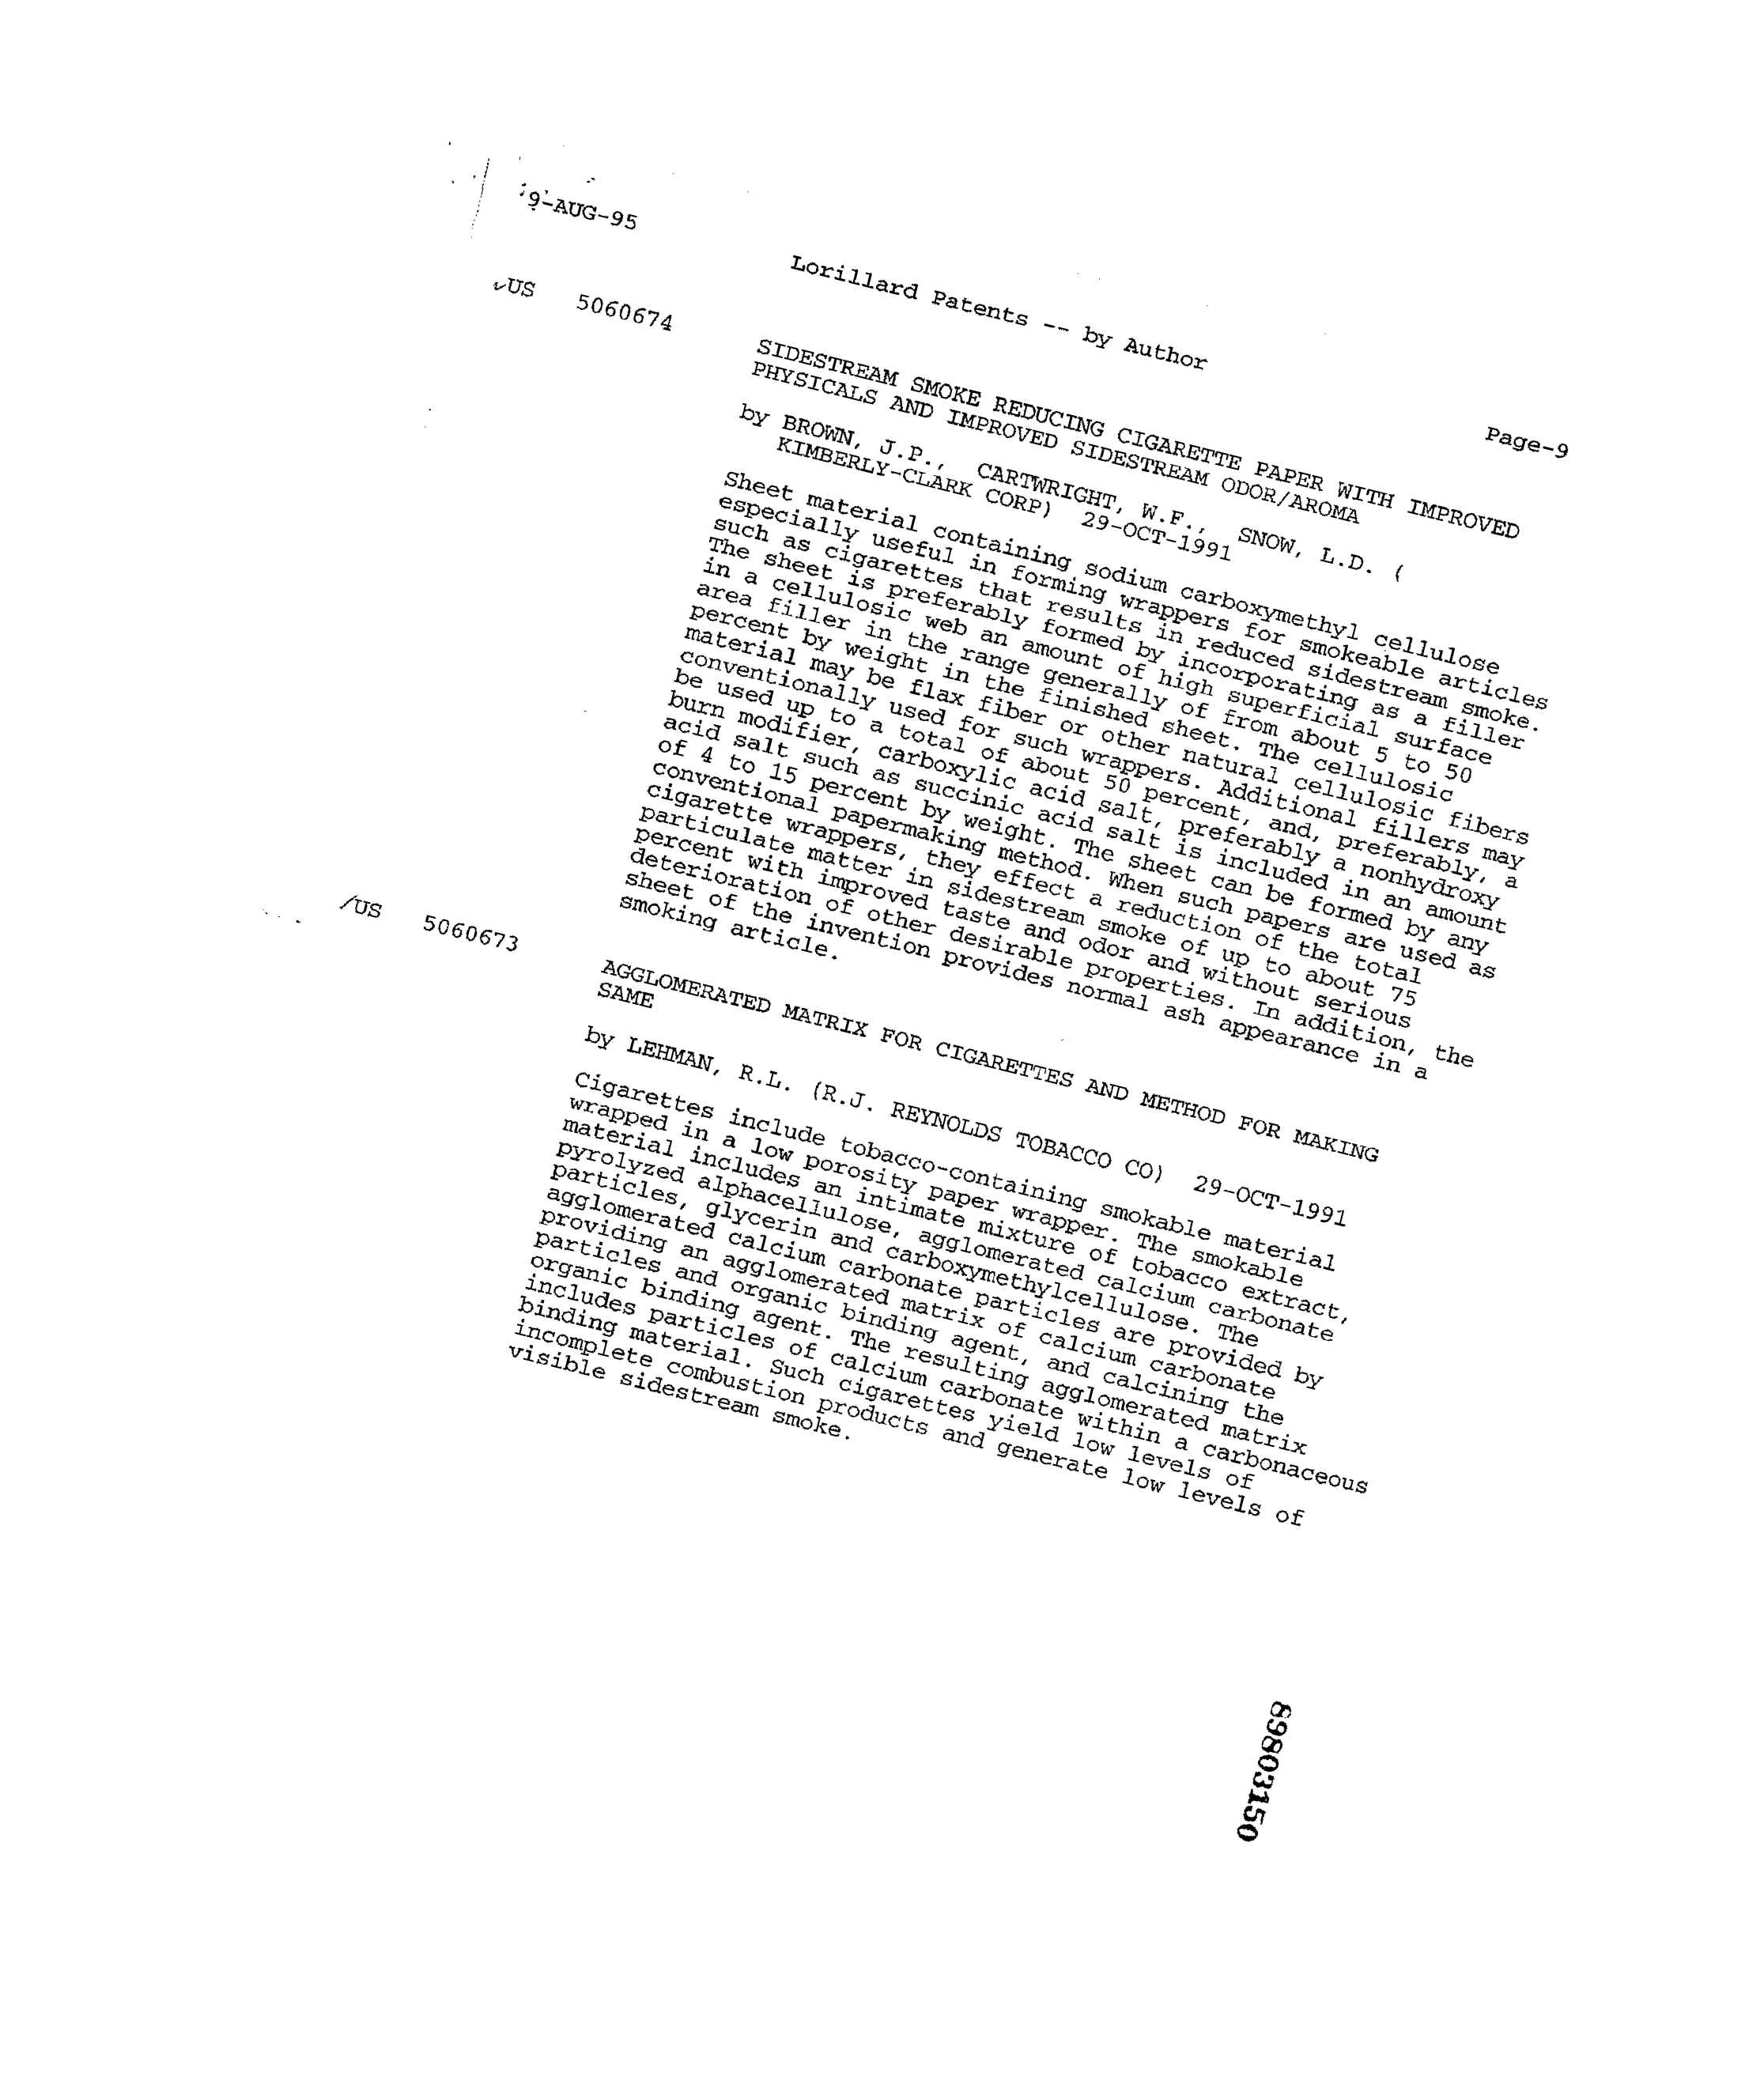 9-AUG-95
Lorillard Patents -- by Author
Page-9
US 5060674
SIDESTREAM SMOKE REDUCING CIGARETTE PAPER WITH IMPROVED
PHYSICALS AND IMPROVED SIDESTREAM ODOR/AROMA
by BROWN, J.P., CARTWRIGHT, W.F., SNOW, L.D. (
KIMBERLY-CLARK CORP) 29-OCT-1991
Sheet material containing sodium carboxymethyl cellulose
especially useful in forming wrappers for smokeable articles
such as cigarettes that results in reduced sidestream smoke.
The sheet is preferably formed by incorporating as a filler
in a cellulosic web an amount of high superficial surface
area filler in the range generally of from about 5 to 50
percent by weight in the finished sheet. The cellulosic
material may be flax fiber or other natural cellulosic fibers
conventionally used for such wrappers. Additional fillers may
be used up to a total of about 50 percent, and, preferably, a
burn modifier, carboxylic acid salt, preferably a nonhydroxy
acid salt such as succinic acid salt is included in an amount
of 4 to 15 percent by weight. The sheet can be formed by any
conventional papermaking method. When such papers are used as
cigarette wrappers, they effect a reduction of the total
particulate matter in sidestream smoke of up to about 75
percent with improved taste and odor and without serious
deterioration of other desirable properties. In addition, the
sheet of the invention provides normal ash appearance in a
smoking article.
/US 5060673
AGGLOMERATED MATRIX FOR CIGARETTES AND METHOD FOR MAKING
SAME
by LEHMAN, R.L. (R.J. REYNOLDS TOBACCO CO) 29-OCT-1991
Cigarettes include tobacco-containing smokable material
wrapped in a low porosity paper wrapper. The smokable
material includes an intimate mixture of tobacco extract,
pyrolyzed alphacellulose, agglomerated calcium carbonate
particles, glycerin and carboxymethylcellulose. The
agglomerated calcium carbonate particles are provided by
providing an agglomerated matrix of calcium carbonate
particles and organic binding agent, and calcining the
organic binding agent. The resulting agglomerated matrix
includes particles of calcium carbonate within a carbonaceous
binding material. Such cigarettes yield low levels of
incomplete combustion products and generate low levels of
visible sidestream smoke.
89803150